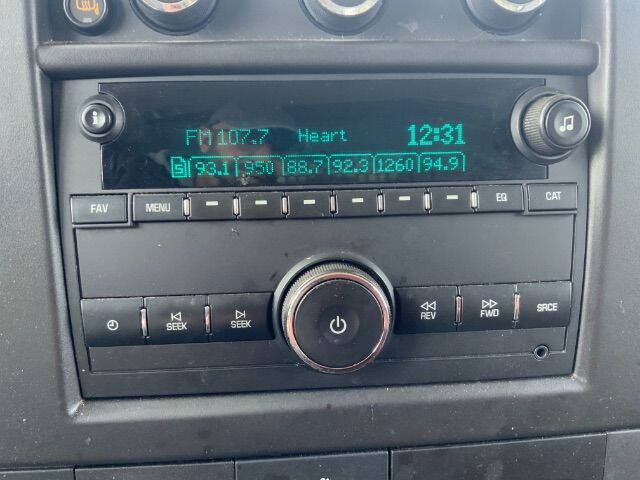 FM 107.7 Heart 12:31
5 93.1 950 88.7 92.3 1260 94.9
FAV MENU EQ CAT
SEEK SEEK REV FWD SRCE